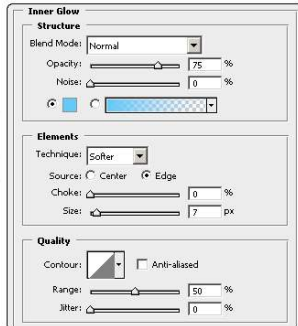 Inner Glow
Structure
Blend Mode: Normal
Opacity: 75 %
Noise: 0 %
Elements
Technique: Softer
Source: Center Edge
Choke: 0 %
Size: 7 px
Quality
Contour: Anti-aliased
Range: 50 %
Jitter: 0 %